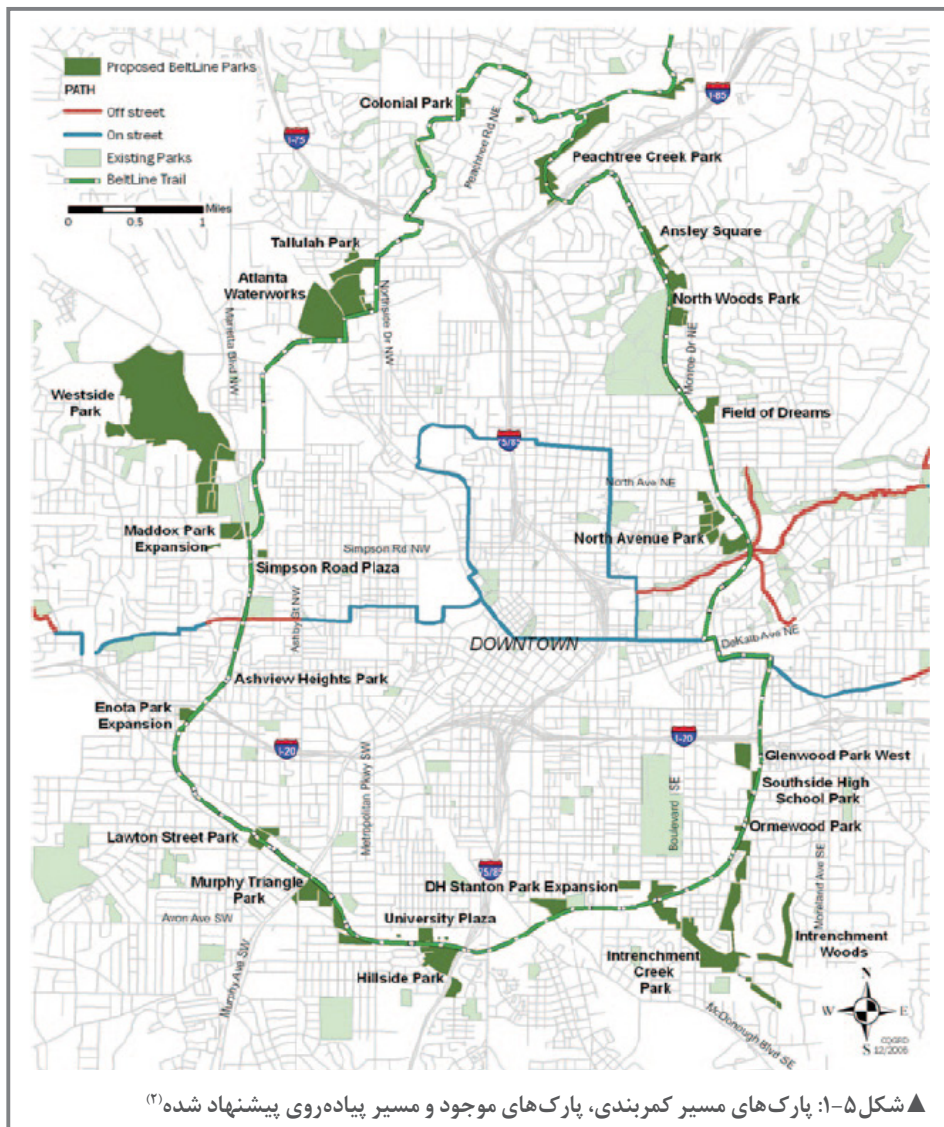 Proposed BeltLine Parks
PATH
Off street
On street
Existing Parks
BeltLine Trail
Miles
0 0.5 1
I-75
I-85
Colonial Park
Peachtree Rd NE
Peachtree Creek Park
Ansley Square
Tallulah Park
Atlanta
Waterworks
Northside Dr NW
North Woods Park
Marietta Blvd NW
Monroe Dr NE
Westside
Park
Field of Dreams
75/85
North Ave NE
Maddox Park
Expansion
North Avenue Park
Simpson Rd NW
Simpson Road Plaza
Ashby St NW
DOWNTOWN
DeKalb Ave NE
Ashview Heights Park
Enota Park
Expansion
I-20
I-20
Glenwood Park West
Southside High
School Park
Metropolitan Pkwy SW
Boulevard SE
Ormewood Park
Lawton Street Park
Moreland Ave SE
75/85
Murphy Triangle
Park
DH Stanton Park Expansion
Avon Ave SW
University Plaza
Intrenchment
Woods
Hillside Park
Intrenchment
Creek
Park
Murphy Ave SW
McDonough Blvd SE
N
W E
S
12/2006
▲شکل۵-۱: پارک‌های مسیر کمربندی، پارک‌های موجود و مسیر پیاده‌روی پیشنهاد شده(۲)